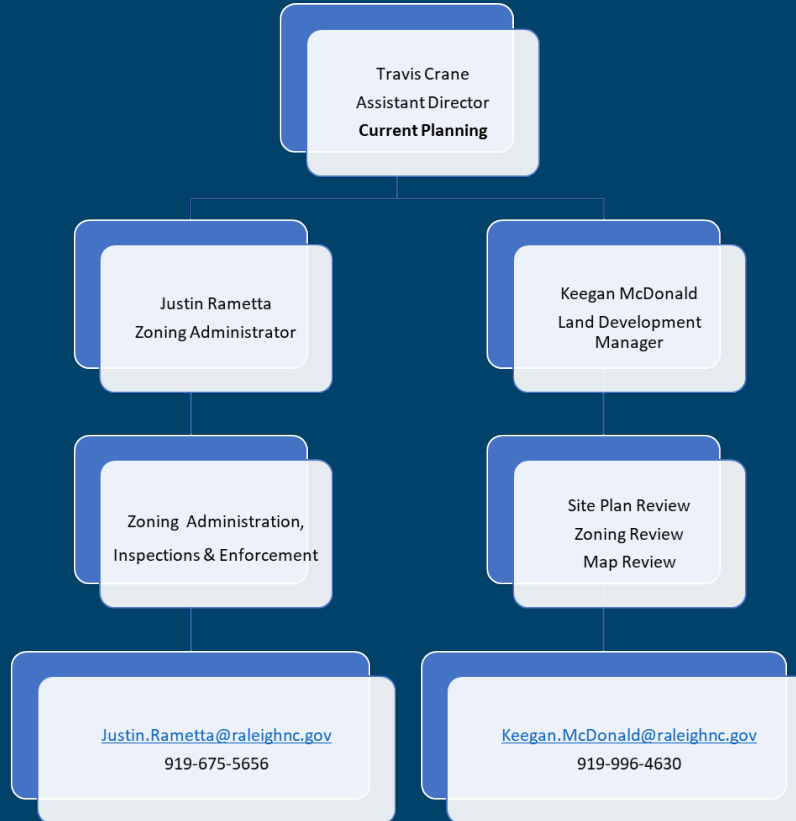 Travis Crane
Assistant Director
Current Planning
Justin Rametta
Zoning Administrator
Keegan McDonald
Land Development
Manager
Zoning Administration,
Inspections & Enforcement
Site Plan Review
Zoning Review
Map Review
Justin.Rametta@raleighnc.gov
919-675-5656
Keegan.McDonald@raleighnc.gov
919-996-4630